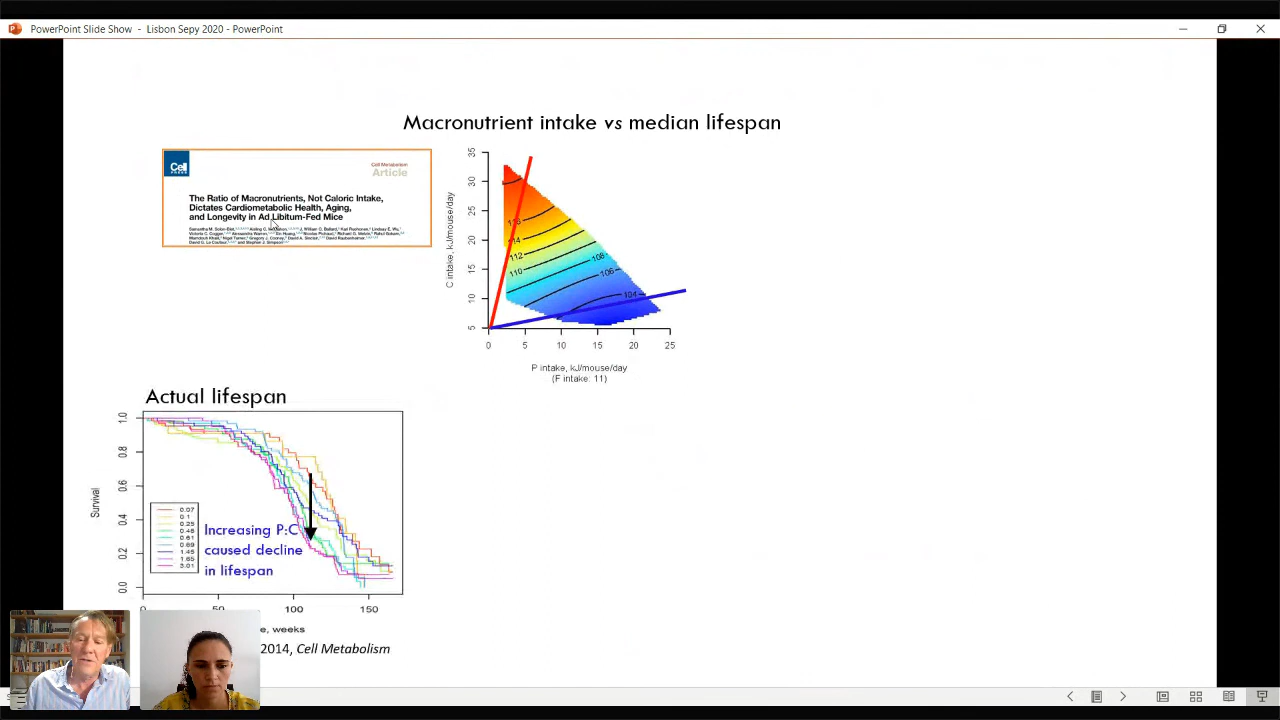 PowerPoint Slide Show - Lisbon Sepy 2020 - PowerPoint
Macronutrient intake vs median lifespan
Cell
PRESS
Cell Metabolism
Article
The Ratio of Macronutrients, Not Caloric Intake,
Dictates Cardiometabolic Health, Aging,
and Longevity in Ad Libitum-Fed Mice
C intake, kJ/mouse/day
35
30
25
20
15
10
5
114
112
110
108
106
104
0 5 10 15 20 25
P intake, kJ/mouse/day
(F intake: 11)
Actual lifespan
Survival
1.0
0.8
0.6
0.4
0.2
0.0
0.07
0.1
0.25
0.69
1.45
1.65
3.01
Increasing P:C
caused decline
in lifespan
50 100 150
e, weeks
2014, Cell Metabolism